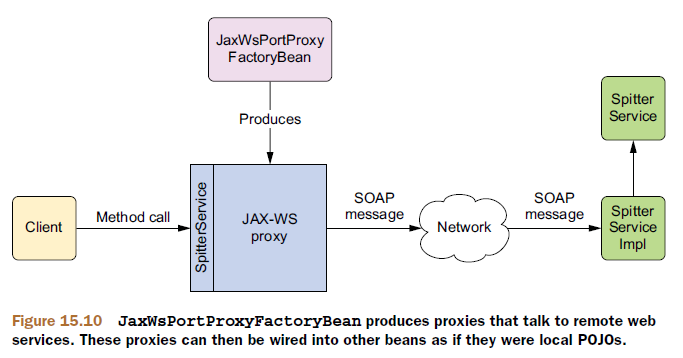 JaxWsPortProxy
FactoryBean
Produces
Spitter
Service
Client
Method call
SpitterService
JAX-WS
proxy
SOAP
message
Network
SOAP
message
Spitter
Service
Impl
Figure 15.10 JaxWsPortProxyFactoryBean produces proxies that talk to remote web
services. These proxies can then be wired into other beans as if they were local POJOs.